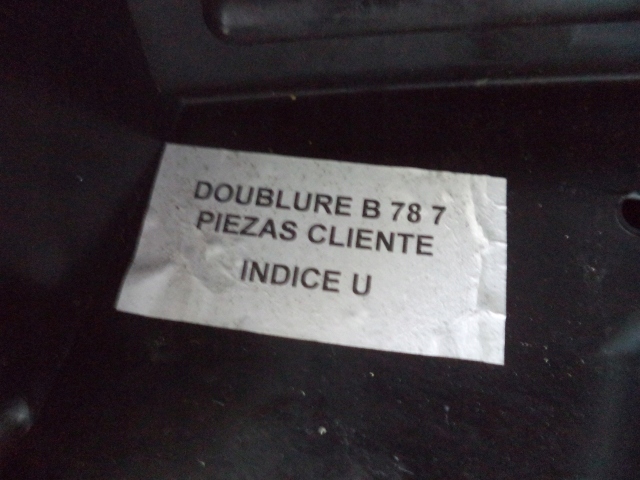 DOUBLURE B 78 7
PIEZAS CLIENTE
INDICE U